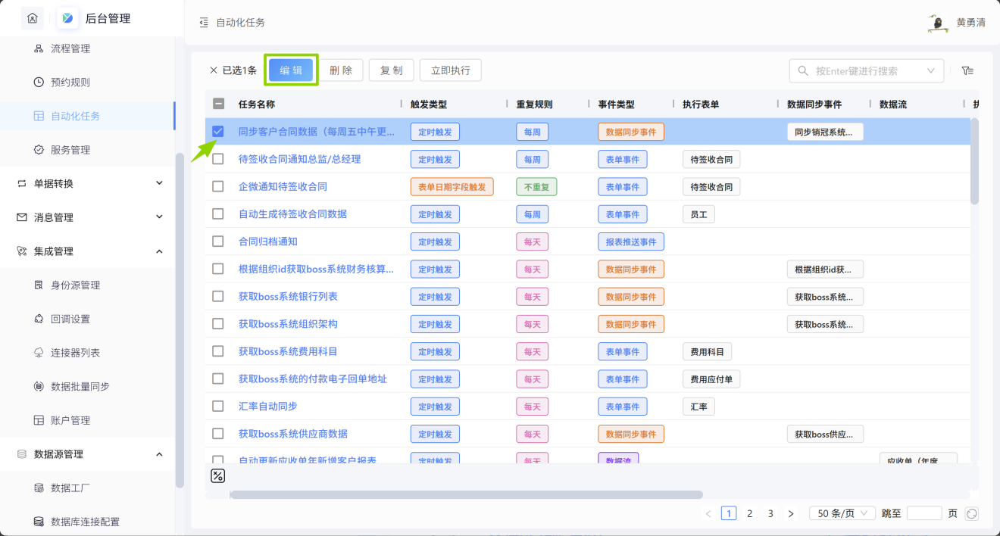 后台管理
自动化任务
黄勇清
流程管理
预约规则
自动化任务
服务管理
单据转换
消息管理
集成管理
身份源管理
回调设置
连接器列表
数据批量同步
账户管理
数据源管理
数据工厂
数据库连接配置
已选1条 编辑 删除 复制 立即执行 按Enter键进行搜索
任务名称 触发类型 重复规则 事件类型 执行表单 数据同步事件 数据流
同步客户合同数据（每周五中午更... 定时触发 每周 数据同步事件 同步销冠系统...
待签收合同通知总监/总经理 定时触发 每周 表单事件 待签收合同
企微通知待签收合同 表单日期字段触发 不重复 表单事件 待签收合同
自动生成待签收合同数据 定时触发 每周 表单事件 员工
合同归档通知 定时触发 每天 报表推送事件
根据组织id获取boss系统财务核算... 定时触发 每天 数据同步事件 根据组织id获...
获取boss系统银行列表 定时触发 每天 数据同步事件 获取boss系统...
获取boss系统组织架构 定时触发 每天 数据同步事件 获取boss系统...
获取boss系统费用科目 定时触发 每天 表单事件 费用科目
获取boss系统的付款电子回单地址 定时触发 每天 表单事件 费用应付单
汇率自动同步 定时触发 每天 表单事件 汇率
获取boss系统供应商数据 定时触发 每天 数据同步事件 获取boss供应...
自动更新应收单年新增客户报表 定时触发 每天 数据流 应收单（年度
1 2 3 50 条/页 跳至 页